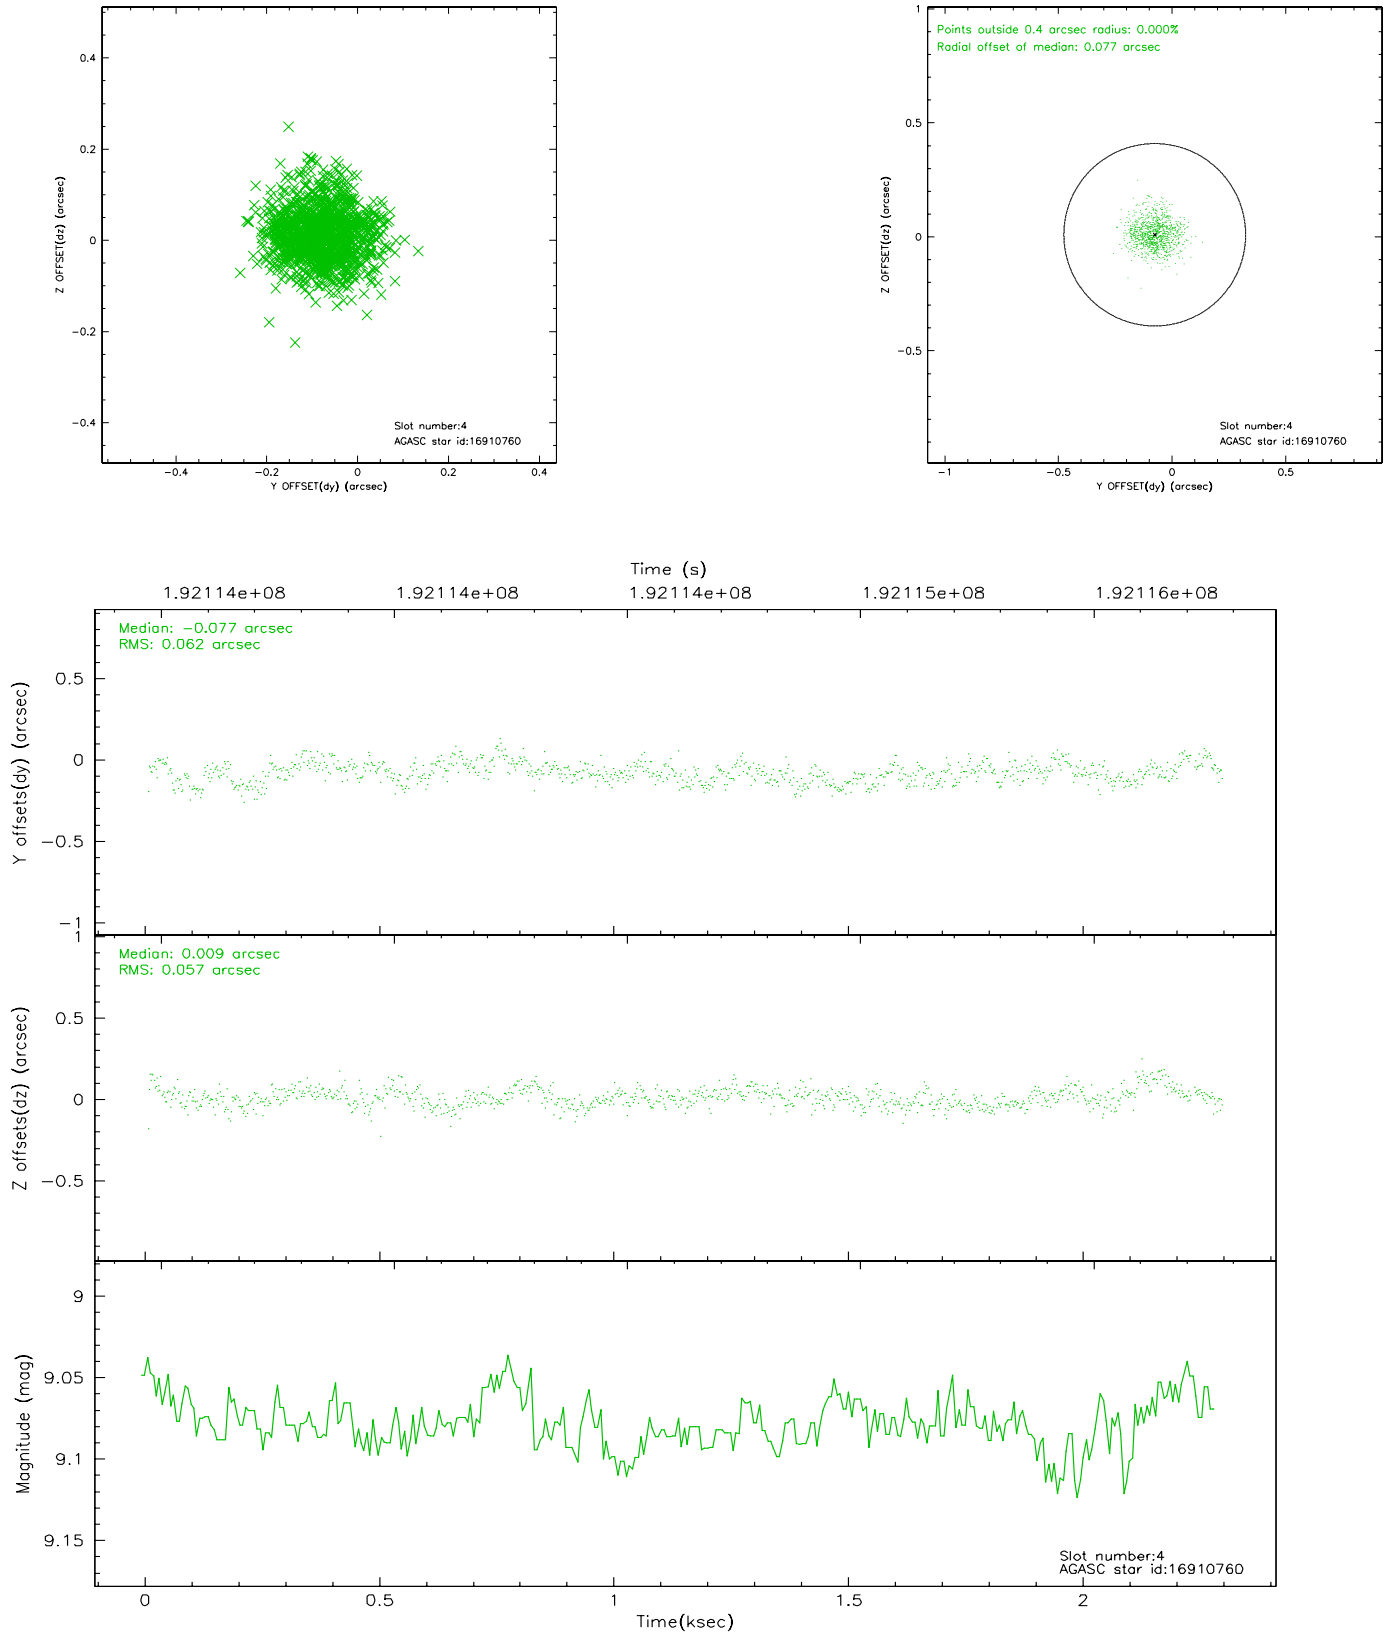 0.4
0.2
0
−0.2
−0.4
Z OFFSET(dz) (arcsec)
Slot number:4
AGASC star id:16910760
−0.4
−0.2
0
0.2
0.4
Y OFFSET(dy) (arcsec)
Points outside 0.4 arcsec radius: 0.000%
Radial offset of median: 0.077 arcsec
1
0.5
0
−0.5
Z OFFSET(dz) (arcsec)
Slot number:4
AGASC star id:16910760
−1
−0.5
0
0.5
Y OFFSET(dy) (arcsec)
Time (s)
1.92114e+08
1.92114e+08
1.92114e+08
1.92115e+08
1.92116e+08
Median: −0.077 arcsec
RMS: 0.062 arcsec
0.5
0
−0.5
−1
Y offsets(dy) (arcsec)
Median: 0.009 arcsec
RMS: 0.057 arcsec
1
0.5
0
−0.5
Z offsets(dz) (arcsec)
9
9.05
9.1
9.15
Magnitude (mag)
Slot number:4
AGASC star id:16910760
0
0.5
1
1.5
2
Time(ksec)